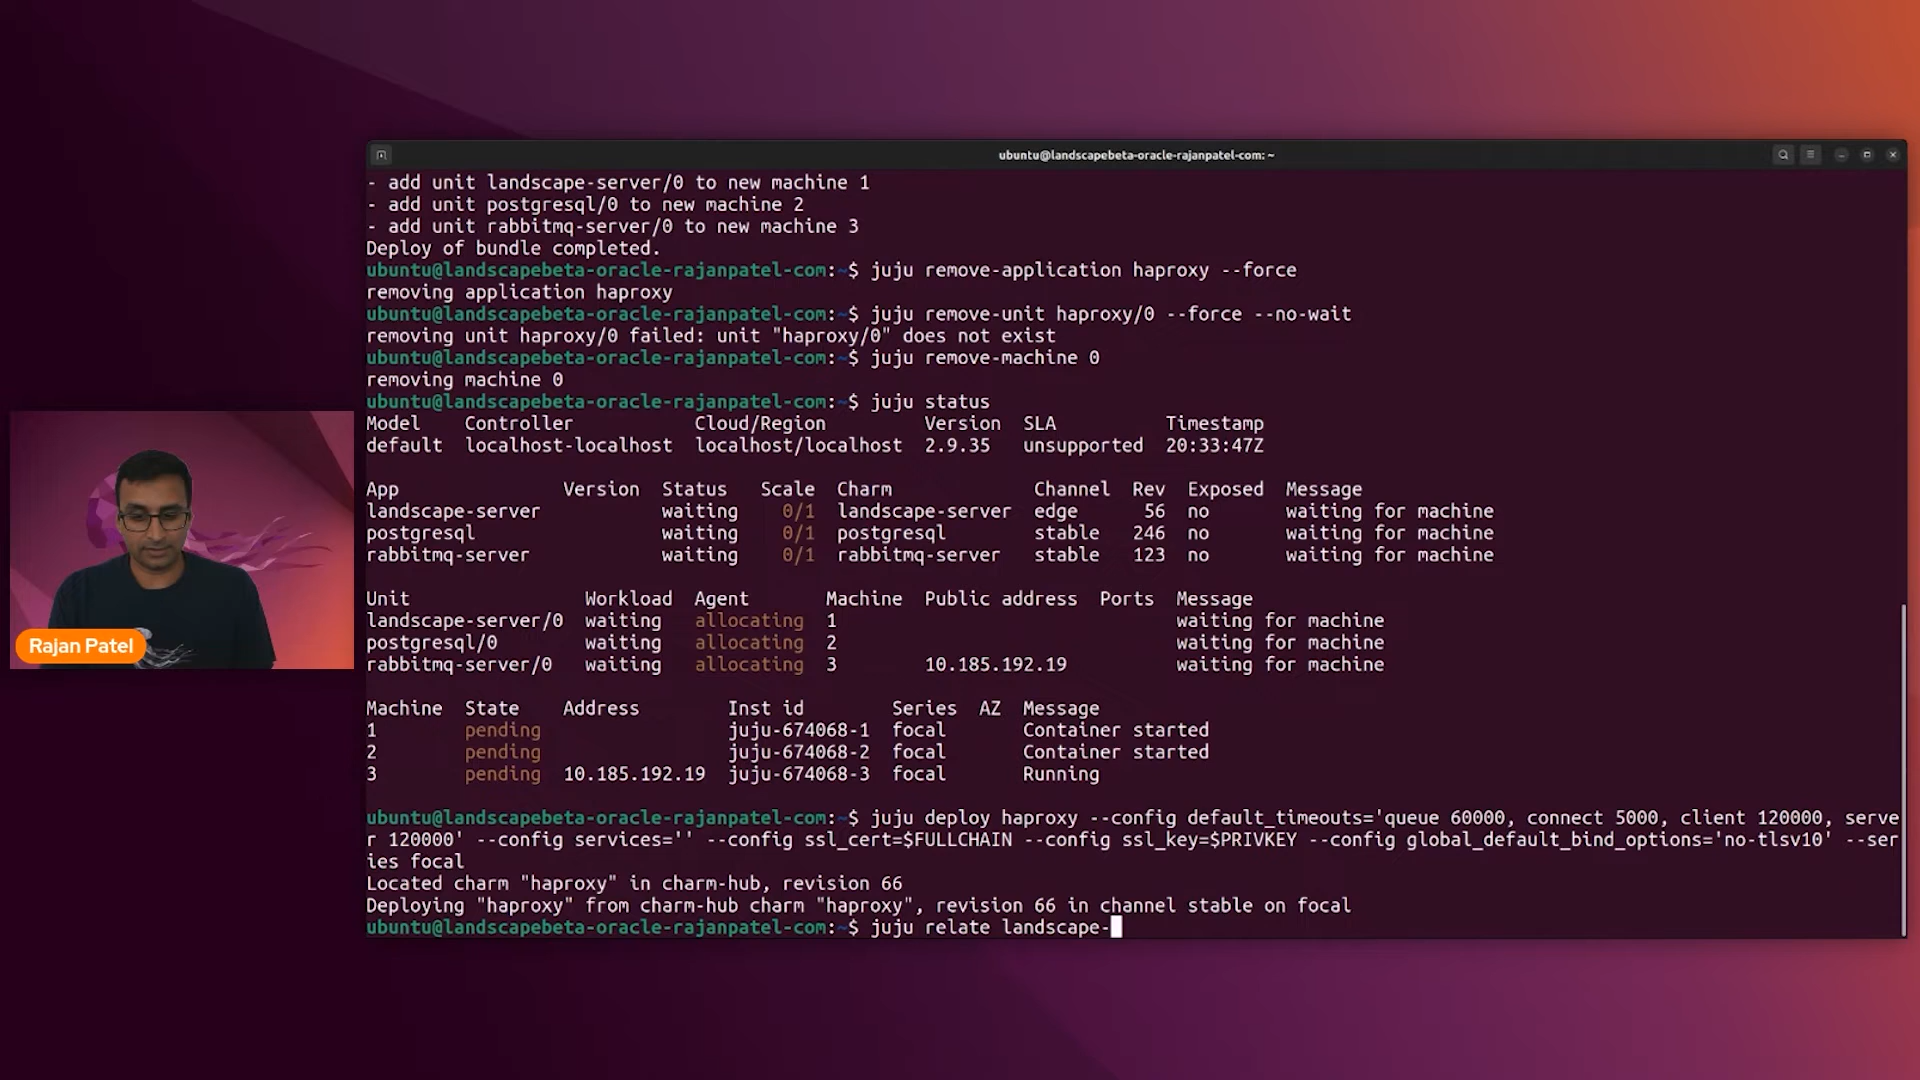 ubuntu@landscapebeta-oracle-rajanpatel-com: ~
- add unit landscape-server/0 to new machine 1
- add unit postgresql/0 to new machine 2
- add unit rabbitmq-server/0 to new machine 3
Deploy of bundle completed.
ubuntu@landscapebeta-oracle-rajanpatel-com:~$ juju remove-application haproxy --force
removing application haproxy
ubuntu@landscapebeta-oracle-rajanpatel-com:~$ juju remove-unit haproxy/0 --force --no-wait
removing unit haproxy/0 failed: unit "haproxy/0" does not exist
ubuntu@landscapebeta-oracle-rajanpatel-com:~$ juju remove-machine 0
removing machine 0
ubuntu@landscapebeta-oracle-rajanpatel-com:~$ juju status
Model Controller Cloud/Region Version SLA Timestamp
default localhost-localhost localhost/localhost 2.9.35 unsupported 20:33:47Z
App Version Status Scale Charm Channel Rev Exposed Message
landscape-server waiting 0/1 landscape-server edge 56 no waiting for machine
postgresql waiting 0/1 postgresql stable 246 no waiting for machine
rabbitmq-server waiting 0/1 rabbitmq-server stable 123 no waiting for machine
Unit Workload Agent Machine Public address Ports Message
landscape-server/0 waiting allocating 1 waiting for machine
postgresql/0 waiting allocating 2 waiting for machine
rabbitmq-server/0 waiting allocating 3 10.185.192.19 waiting for machine
Machine State Address Inst id Series AZ Message
1 pending juju-674068-1 focal Container started
2 pending juju-674068-2 focal Container started
3 pending 10.185.192.19 juju-674068-3 focal Running
ubuntu@landscapebeta-oracle-rajanpatel-com:~$ juju deploy haproxy --config default_timeouts='queue 60000, connect 5000, client 120000, serve
r 120000' --config services='' --config ssl_cert=$FULLCHAIN --config ssl_key=$PRIVKEY --config global_default_bind_options='no-tlsv10' --ser
ies focal
Located charm "haproxy" in charm-hub, revision 66
Deploying "haproxy" from charm-hub charm "haproxy", revision 66 in channel stable on focal
ubuntu@landscapebeta-oracle-rajanpatel-com:~$ juju relate landscape-
Rajan Patel